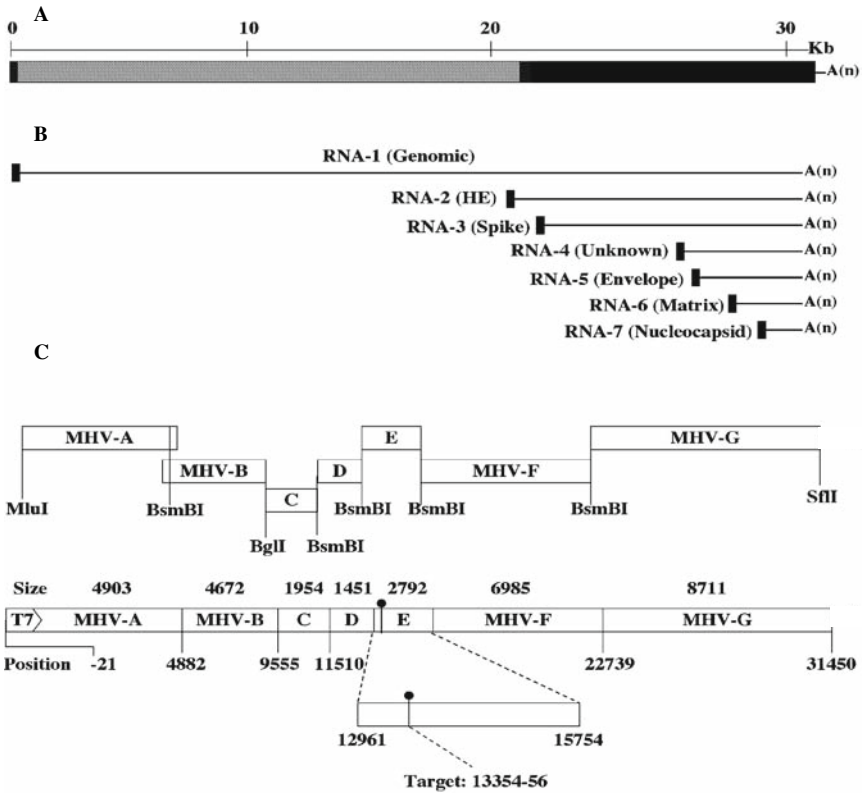 A
0 10 20 30
Kb
A(n)
B
RNA-1 (Genomic)
A(n)
RNA-2 (HE) A(n)
RNA-3 (Spike) A(n)
RNA-4 (Unknown) A(n)
RNA-5 (Envelope) A(n)
RNA-6 (Matrix) A(n)
RNA-7 (Nucleocapsid) A(n)
C
MHV-A E MHV-G
MHV-B D MHV-F
C
MluI BsmBI BsmBI BsmBI BsmBI SfiI
BglI BsmBI
Size 4903 4672 1954 1451 2792 6985 8711
T7 MHV-A MHV-B C D E MHV-F MHV-G
Position -21 4882 9555 11510 22739 31450
12961 15754
Target: 13354-56